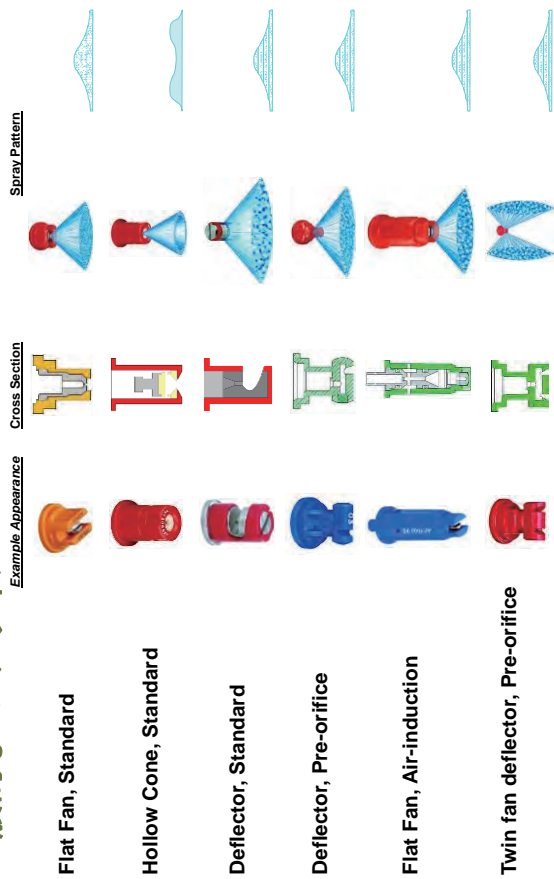 Example Appearance
Cross Section
Spray Pattern
Flat Fan, Standard
Hollow Cone, Standard
Deflector, Standard
Deflector, Pre-orifice
Flat Fan, Air-induction
Twin fan deflector, Pre-orifice